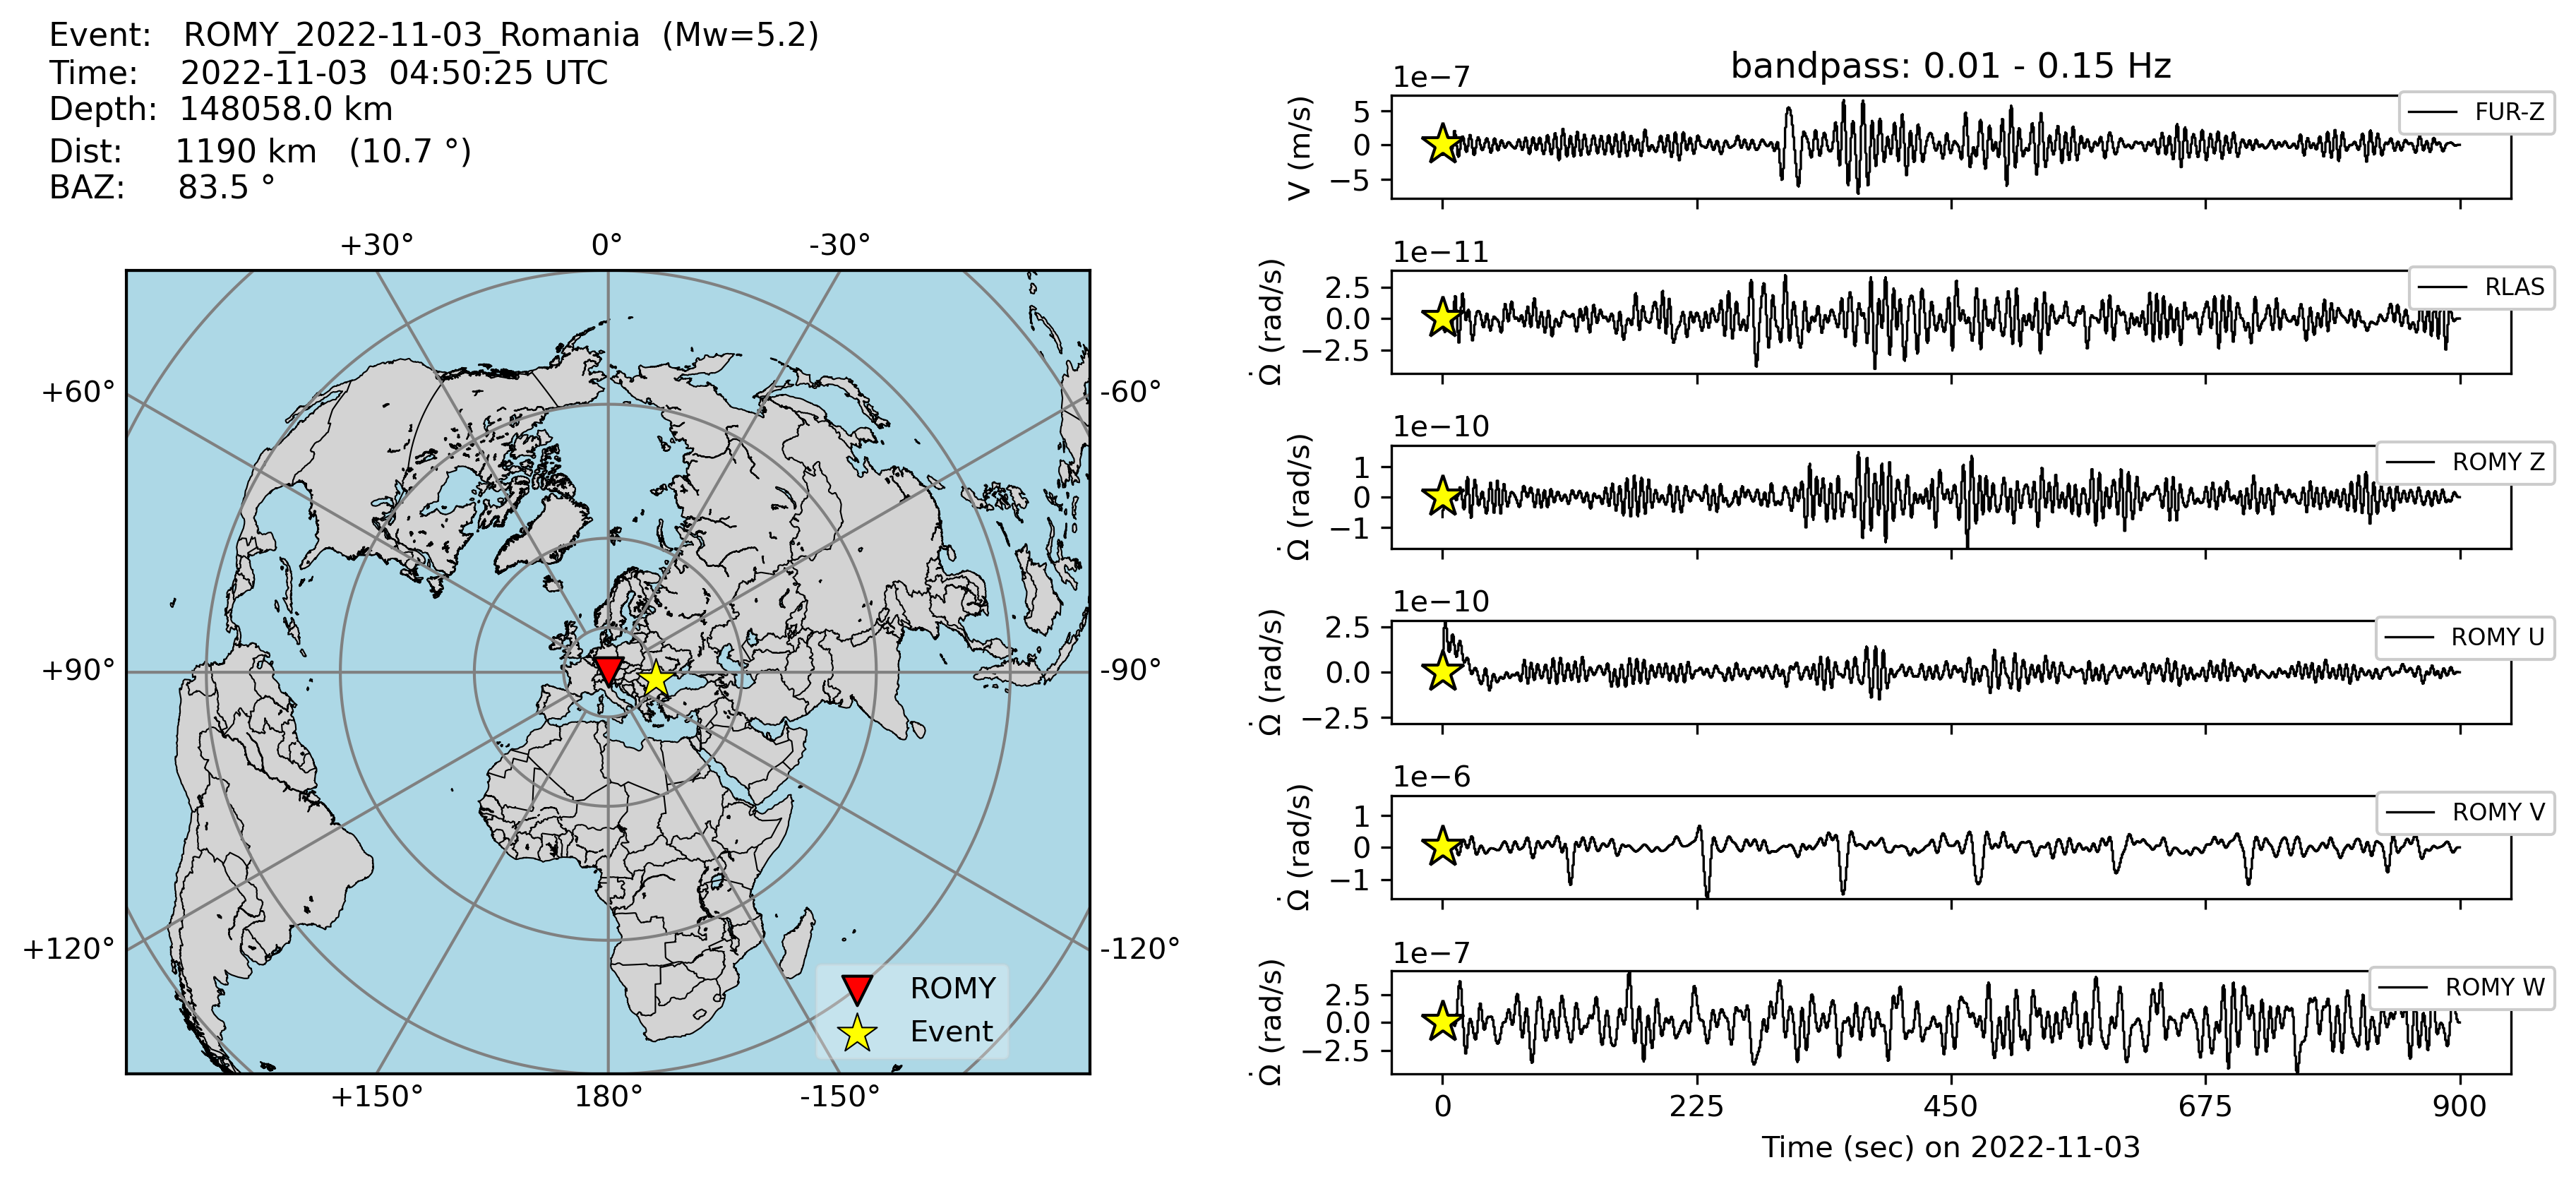 Event: ROMY_2022-11-03_Romania (Mw=5.2)
Time: 2022-11-03 04:50:25 UTC
Depth: 148058.0 km
Dist: 1190 km (10.7 °)
BAZ: 83.5 °
+30° 0° -30°
+60° -60°
+90° -90°
+120° -120°
+150° 180° -150°
ROMY
Event
bandpass: 0.01 - 0.15 Hz
1e−7
V (m/s)
5
0
−5
FUR-Z
1e−11
Ω̇ (rad/s)
2.5
0.0
−2.5
RLAS
1e−10
Ω̇ (rad/s)
1
0
−1
ROMY Z
1e−10
Ω̇ (rad/s)
2.5
0.0
−2.5
ROMY U
1e−6
Ω̇ (rad/s)
1
0
−1
ROMY V
1e−7
Ω̇ (rad/s)
2.5
0.0
−2.5
ROMY W
0 225 450 675 900
Time (sec) on 2022-11-03